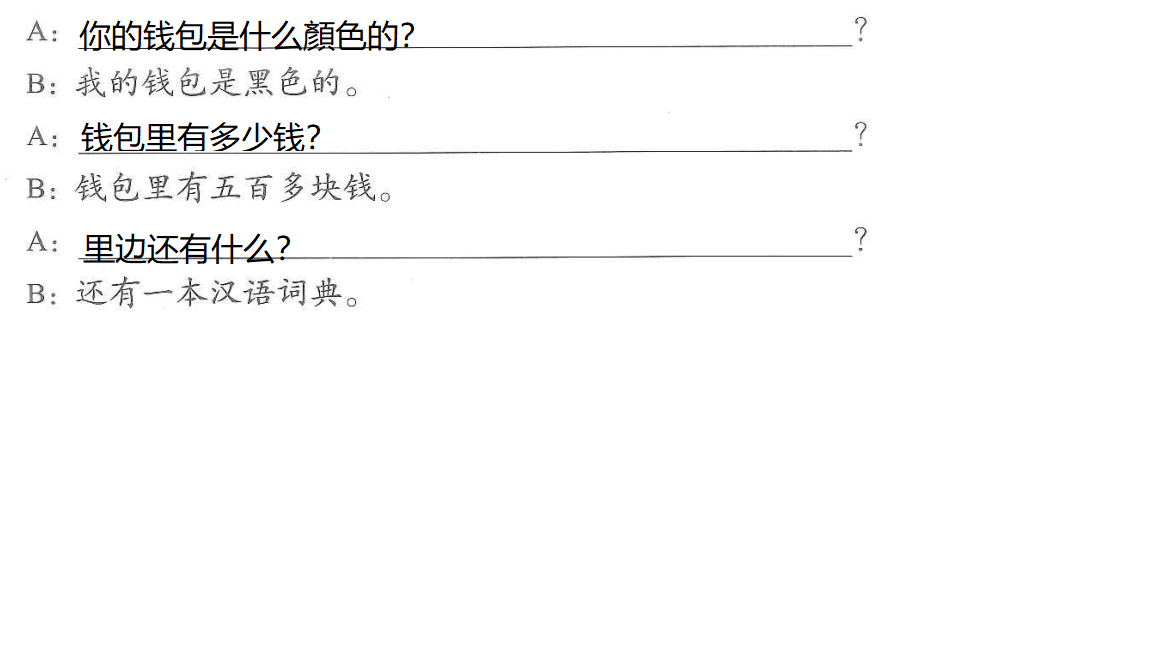 A: 你的钱包是什么顏色的? ?
B: 我的钱包是黑色的。
A: 钱包里有多少钱? ?
B: 钱包里有五百多块钱。
A: 里边还有什么? ?
B: 还有一本汉语词典。